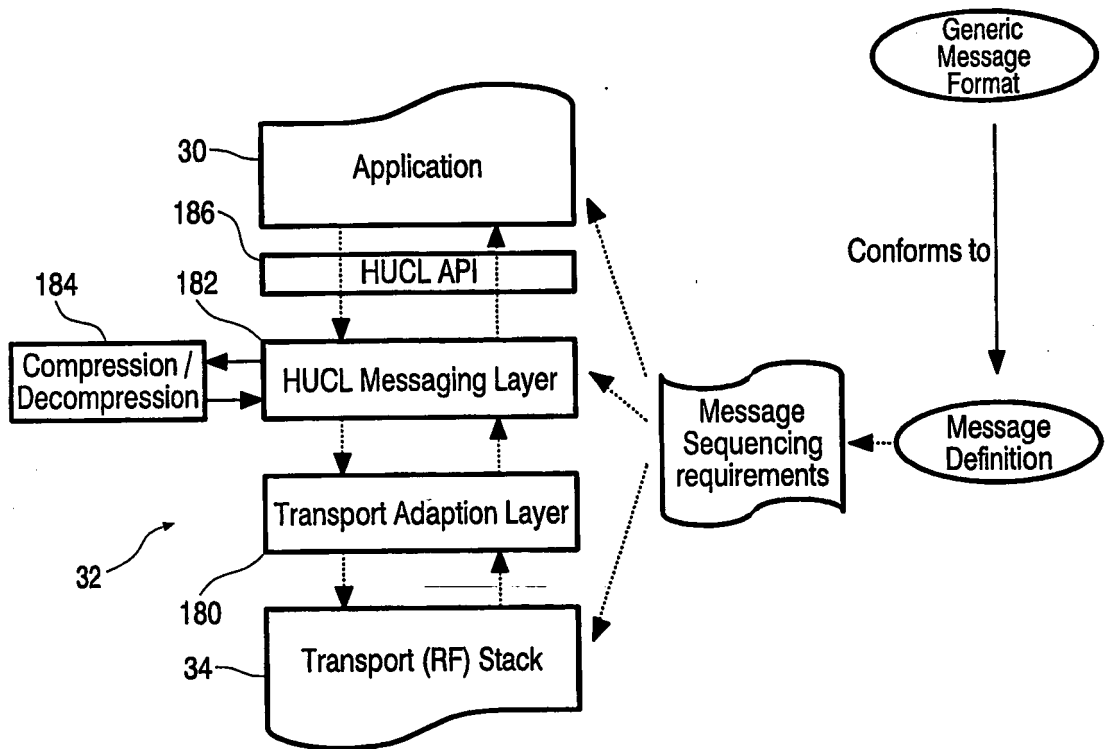 Generic
Message
Format
30
Application
186
HUCL API
Conforms to
184
182
Compression /
Decompression
HUCL Messaging Layer
Message
Sequencing
requirements
Message
Definition
Transport Adaption Layer
32
180
34
Transport (RF) Stack